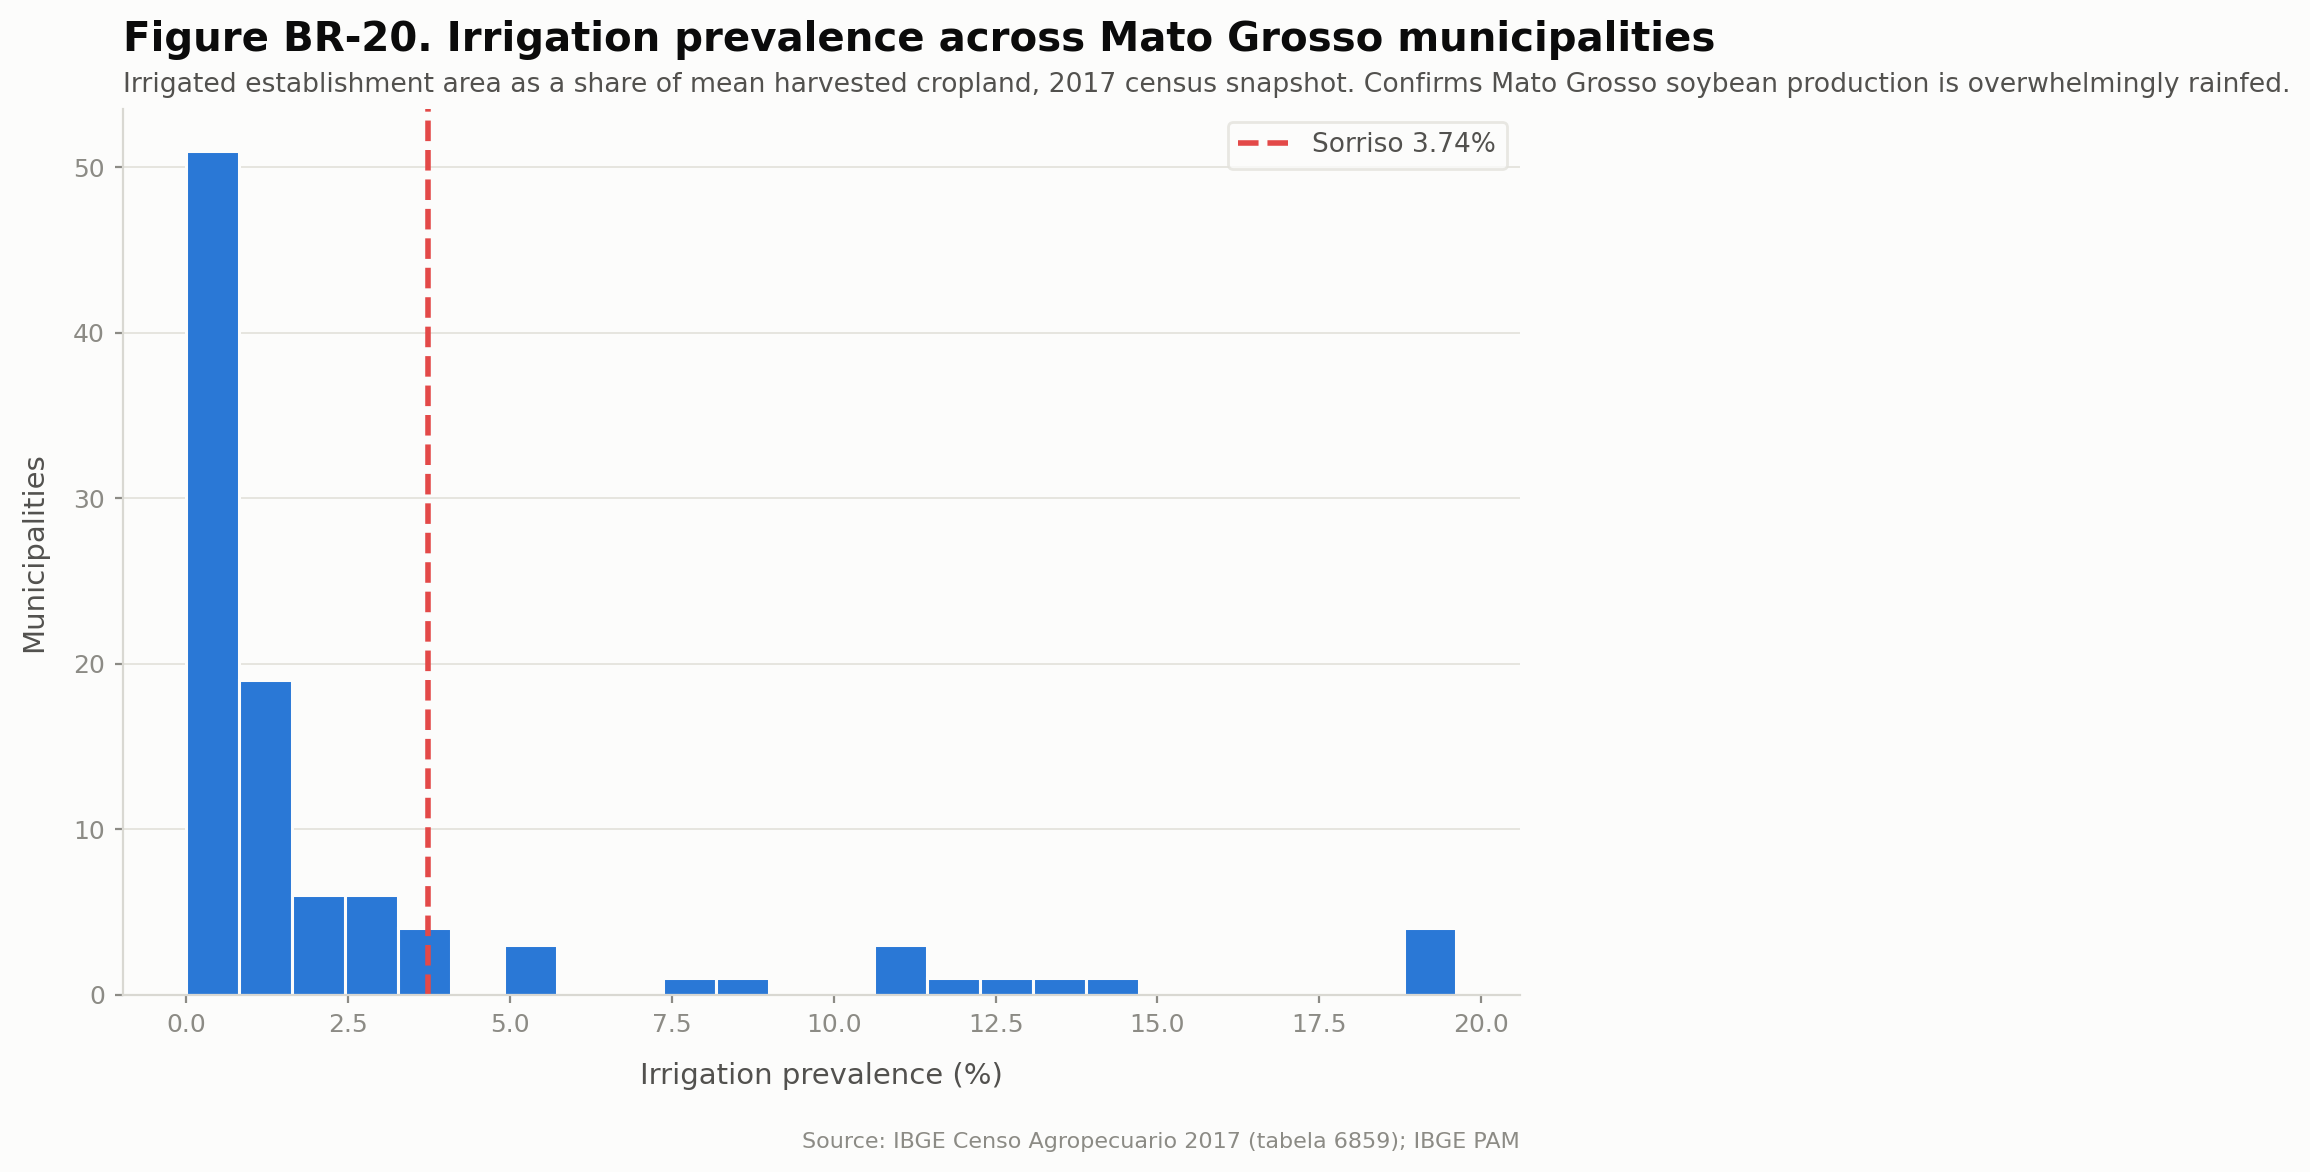 Figure BR-20. Irrigation prevalence across Mato Grosso municipalities
Irrigated establishment area as a share of mean harvested cropland, 2017 census snapshot. Confirms Mato Grosso soybean production is overwhelmingly rainfed.
Sorriso 3.74%
50
40
30
20
10
0
Municipalities
0.0 2.5 5.0 7.5 10.0 12.5 15.0 17.5 20.0
Irrigation prevalence (%)
Source: IBGE Censo Agropecuario 2017 (tabela 6859); IBGE PAM